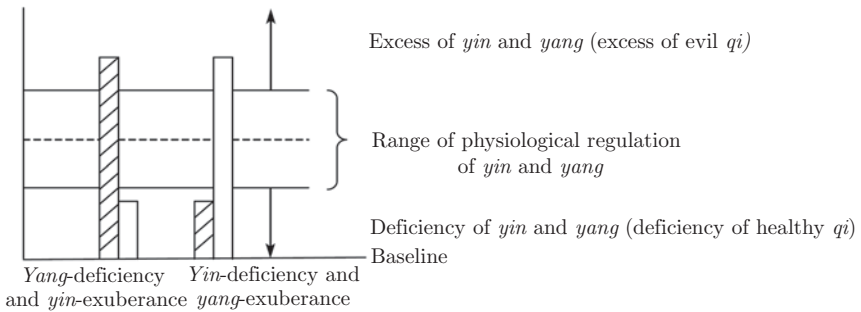 Excess of yin and yang (excess of evil qi)
Range of physiological regulation
of yin and yang
Deficiency of yin and yang (deficiency of healthy qi)
Baseline
Yang-deficiency
and yin-exuberance
Yin-deficiency and
yang-exuberance